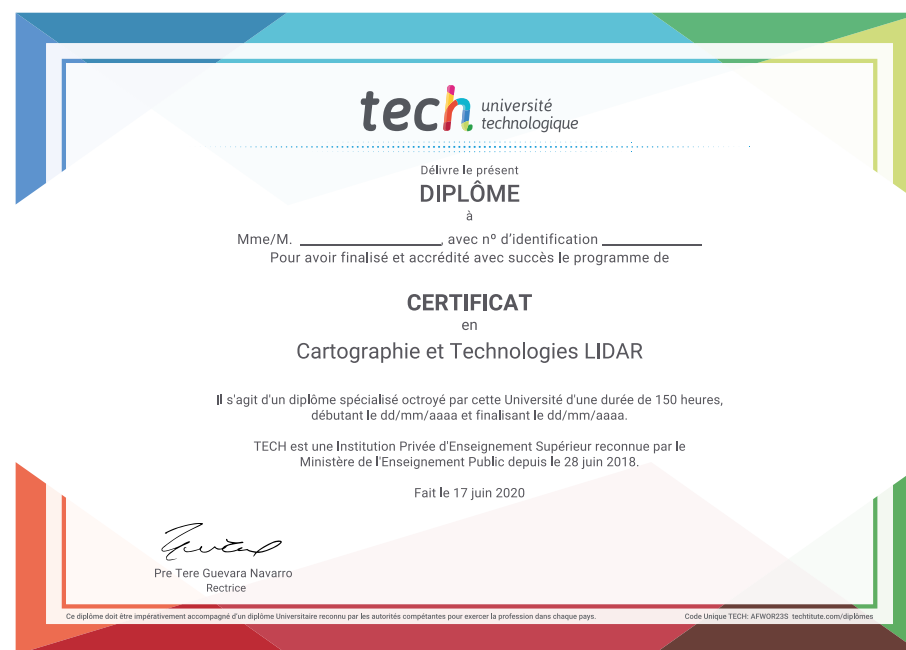 tech université
technologique
Délivre le présent
DIPLÔME
à
Mme/M. ____________________, avec nº d'identification ______________
Pour avoir finalisé et accrédité avec succès le programme de
CERTIFICAT
en
Cartographie et Technologies LIDAR
Il s'agit d'un diplôme spécialisé octroyé par cette Université d'une durée de 150 heures,
débutant le dd/mm/aaaa et finalisant le dd/mm/aaaa.
TECH est une Institution Privée d'Enseignement Supérieur reconnue par le
Ministère de l'Enseignement Public depuis le 28 juin 2018.
Fait le 17 juin 2020
Pre Tere Guevara Navarro
Rectrice
Ce diplôme doit être impérativement accompagné d'un diplôme Universitaire reconnu par les autorités compétantes pour exercer la profession dans chaque pays.
Code Unique TECH: AFWOR23S techtitute.com/diplômes